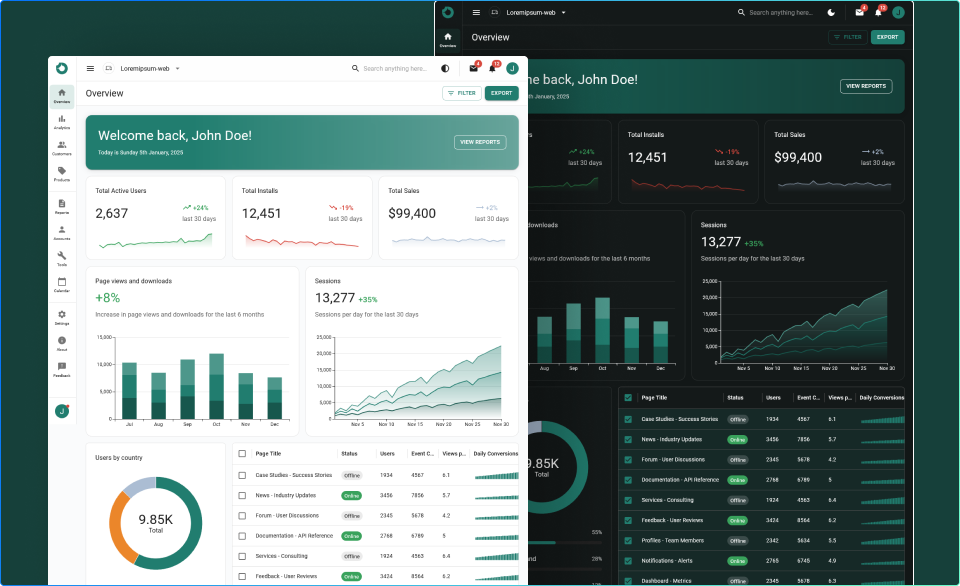 Loremipsum-web
Search anything here...
4
12
J
Overview
FILTER
EXPORT
Overview
Analytics
Customers
Products
Reports
Accounts
Tools
Calendar
Settings
About
Feedback
J
Welcome back, John Doe!
Today is Sunday 5th January, 2025
VIEW REPORTS
Total Active Users
2,637
+24%
last 30 days
Total Installs
12,451
-19%
last 30 days
Total Sales
$99,400
+2%
last 30 days
Page views and downloads
+8%
Increase in page views and downloads for the last 6 months
15,000
10,000
5,000
0
Jul Aug Sep Oct Nov Dec
Sessions
13,277 +35%
Sessions per day for the last 30 days
25,000
20,000
15,000
10,000
5,000
0
Nov 5 Nov 10 Nov 15 Nov 20 Nov 25 Nov 30
Users by country
9.85K
Total
Page Title Status Users Event C... Views p... Daily Conversions
Case Studies - Success Stories Offline 1934 4567 6.1
News - Industry Updates Online 3456 7856 5.7
Forum - User Discussions Offline 2345 5678 4.2
Documentation - API Reference Online 2768 6789 5
Services - Consulting Offline 1924 4563 6.4
Feedback - User Reviews Online 3424 8564 6.2
Loremipsum-web
Search anything here...
4
12
J
Overview
Overview
FILTER
EXPORT
me back, John Doe!
5th January, 2025
VIEW REPORTS
rs
+24%
last 30 days
Total Installs
12,451
-19%
last 30 days
Total Sales
$99,400
+2%
last 30 days
downloads
views and downloads for the last 6 months
Aug Sep Oct Nov Dec
Sessions
13,277 +35%
Sessions per day for the last 30 days
25,000
20,000
15,000
10,000
5,000
0
Nov 5 Nov 10 Nov 15 Nov 20 Nov 25 Nov 30
9.85K
Total
55%
nd
28%
Page Title Status Users Event C... Views p... Daily Conversions
Case Studies - Success Stories Offline 1934 4567 6.1
News - Industry Updates Online 3456 7856 5.7
Forum - User Discussions Offline 2345 5678 4.2
Documentation - API Reference Online 2768 6789 5
Services - Consulting Offline 1924 4563 6.4
Feedback - User Reviews Online 3424 8564 6.2
Profiles - Team Members Offline 2342 5634 5.5
Notifications - Alerts Online 2765 6745 4.9
Dashboard - Metrics Offline 2345 5678 6.3